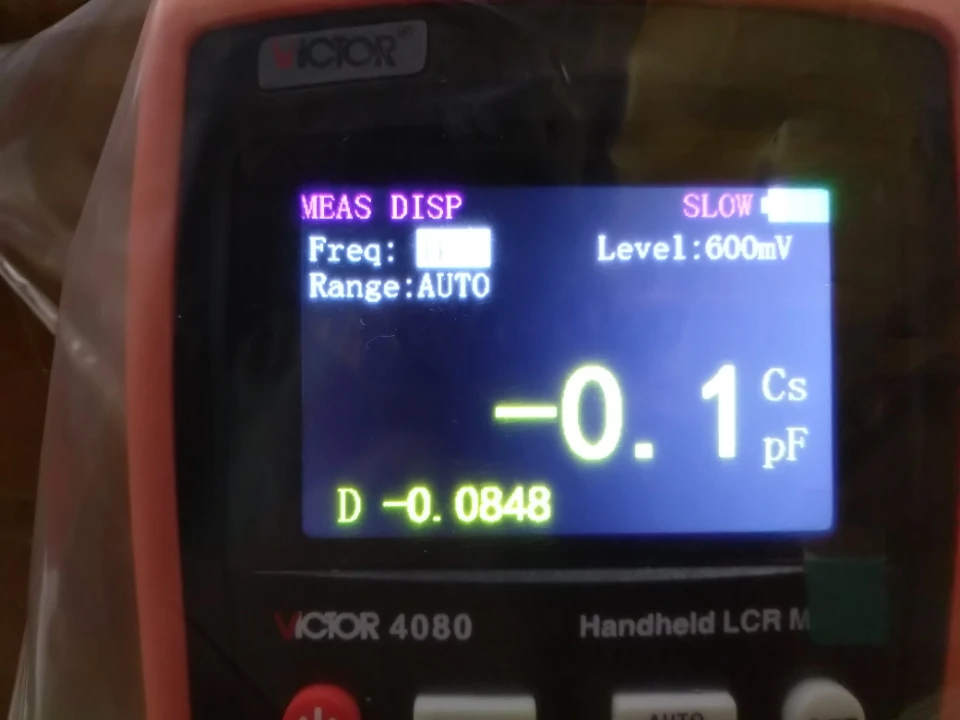 VICTOR
MEAS DISP SLOW
Freq: Level:600mV
Range:AUTO
-0.1 Cs
pF
D -0.0848
VICTOR 4080 Handheld LCR M
AUTO